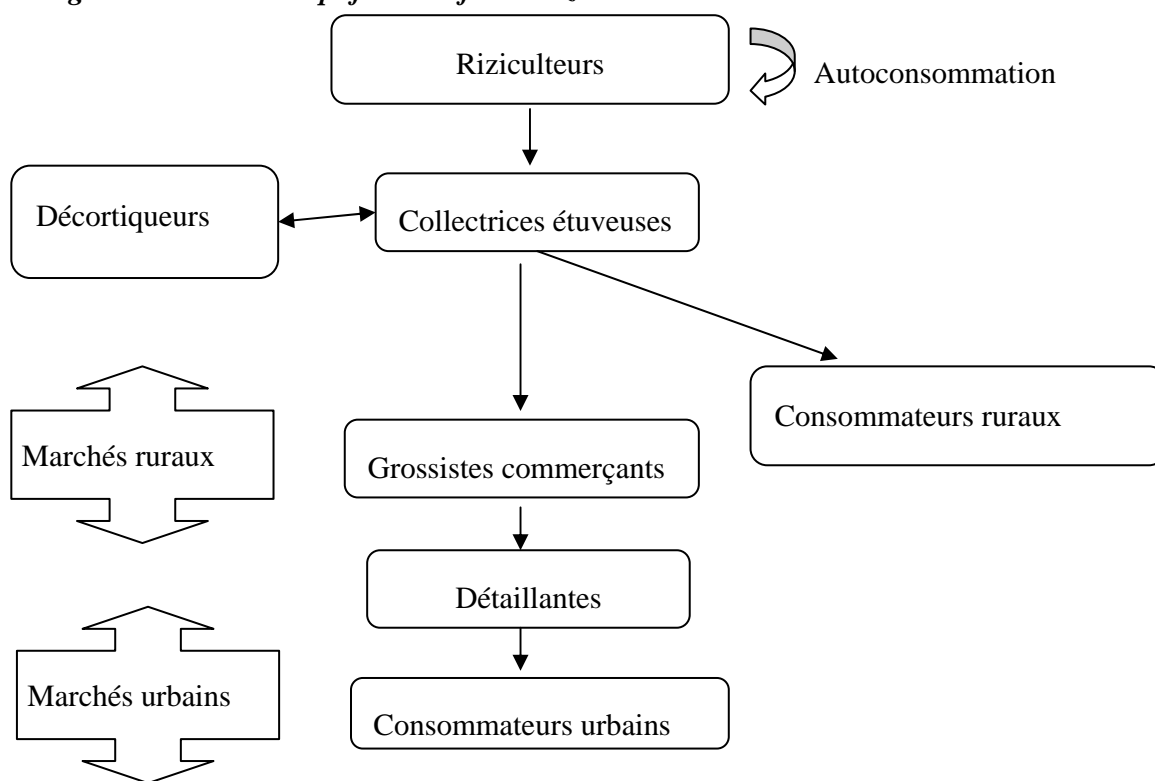 Riziculteurs
Autoconsommation
Décortiqueurs
Collectrices étuveuses
Consommateurs ruraux
Marchés ruraux
Grossistes commerçants
Détaillantes
Marchés urbains
Consommateurs urbains